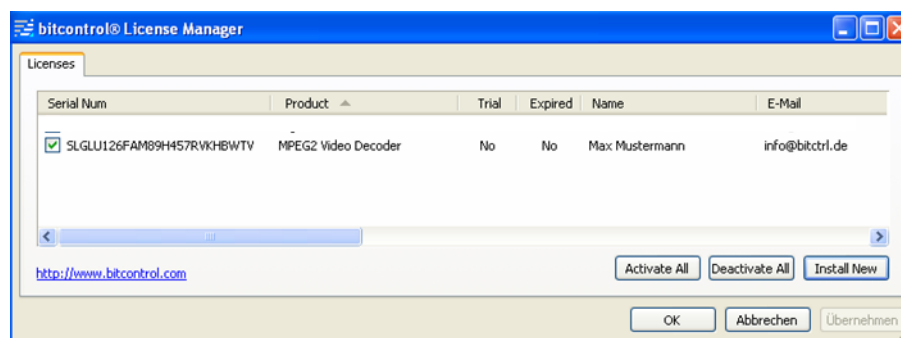 bitcontrol® License Manager
Licenses
Serial Num Product Trial Expired Name E-Mail
SLGLU126FAM89H457RVKHBWTV MPEG2 Video Decoder No No Max Mustermann info@bitctrl.de
http://www.bitcontrol.com Activate All Deactivate All Install New
OK Abbrechen Übernehmen